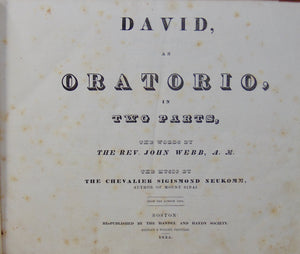 DAVID,
AN
ORATORIO,
IN
TWO PARTS,
THE WORDS BY
THE REV. JOHN WEBB, A. M.
THE MUSIC BY
THE CHEVALIER SIGISMOND NEUKOMM,
AUTHOR OF MOUNT SINAI.
BOSTON:
RE-PUBLISHED BY THE HANDEL AND HAYDN SOCIETY.